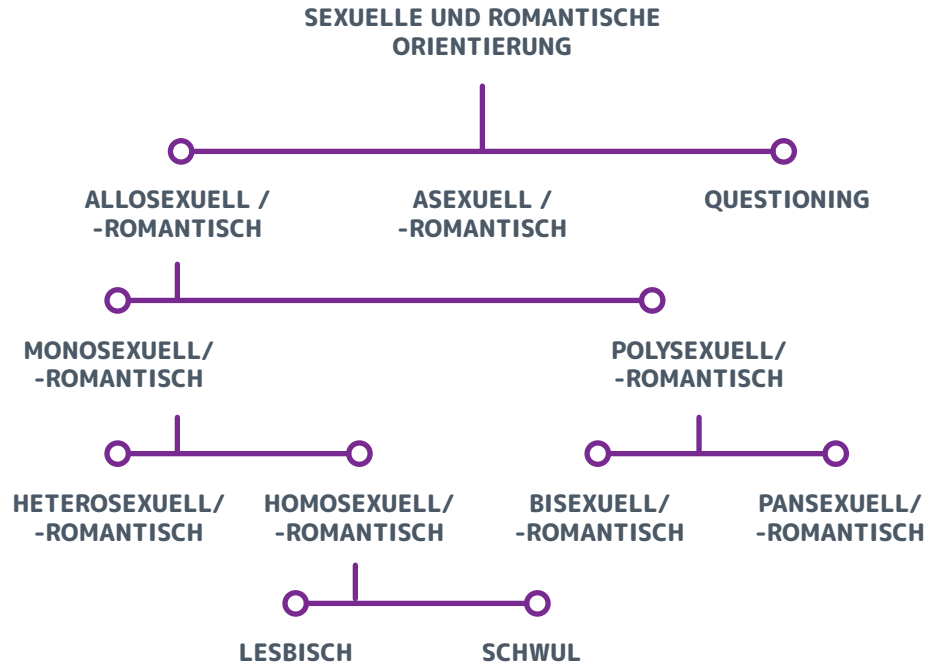 SEXUELLE UND ROMANTISCHE
ORIENTIERUNG
ALLOSEXUELL /
-ROMANTISCH
ASEXUELL /
-ROMANTISCH
QUESTIONING
MONOSEXUELL/
-ROMANTISCH
POLYSEXUELL/
-ROMANTISCH
HETEROSEXUELL/
-ROMANTISCH
HOMOSEXUELL/
-ROMANTISCH
BISEXUELL/
-ROMANTISCH
PANSEXUELL/
-ROMANTISCH
LESBISCH
SCHWUL